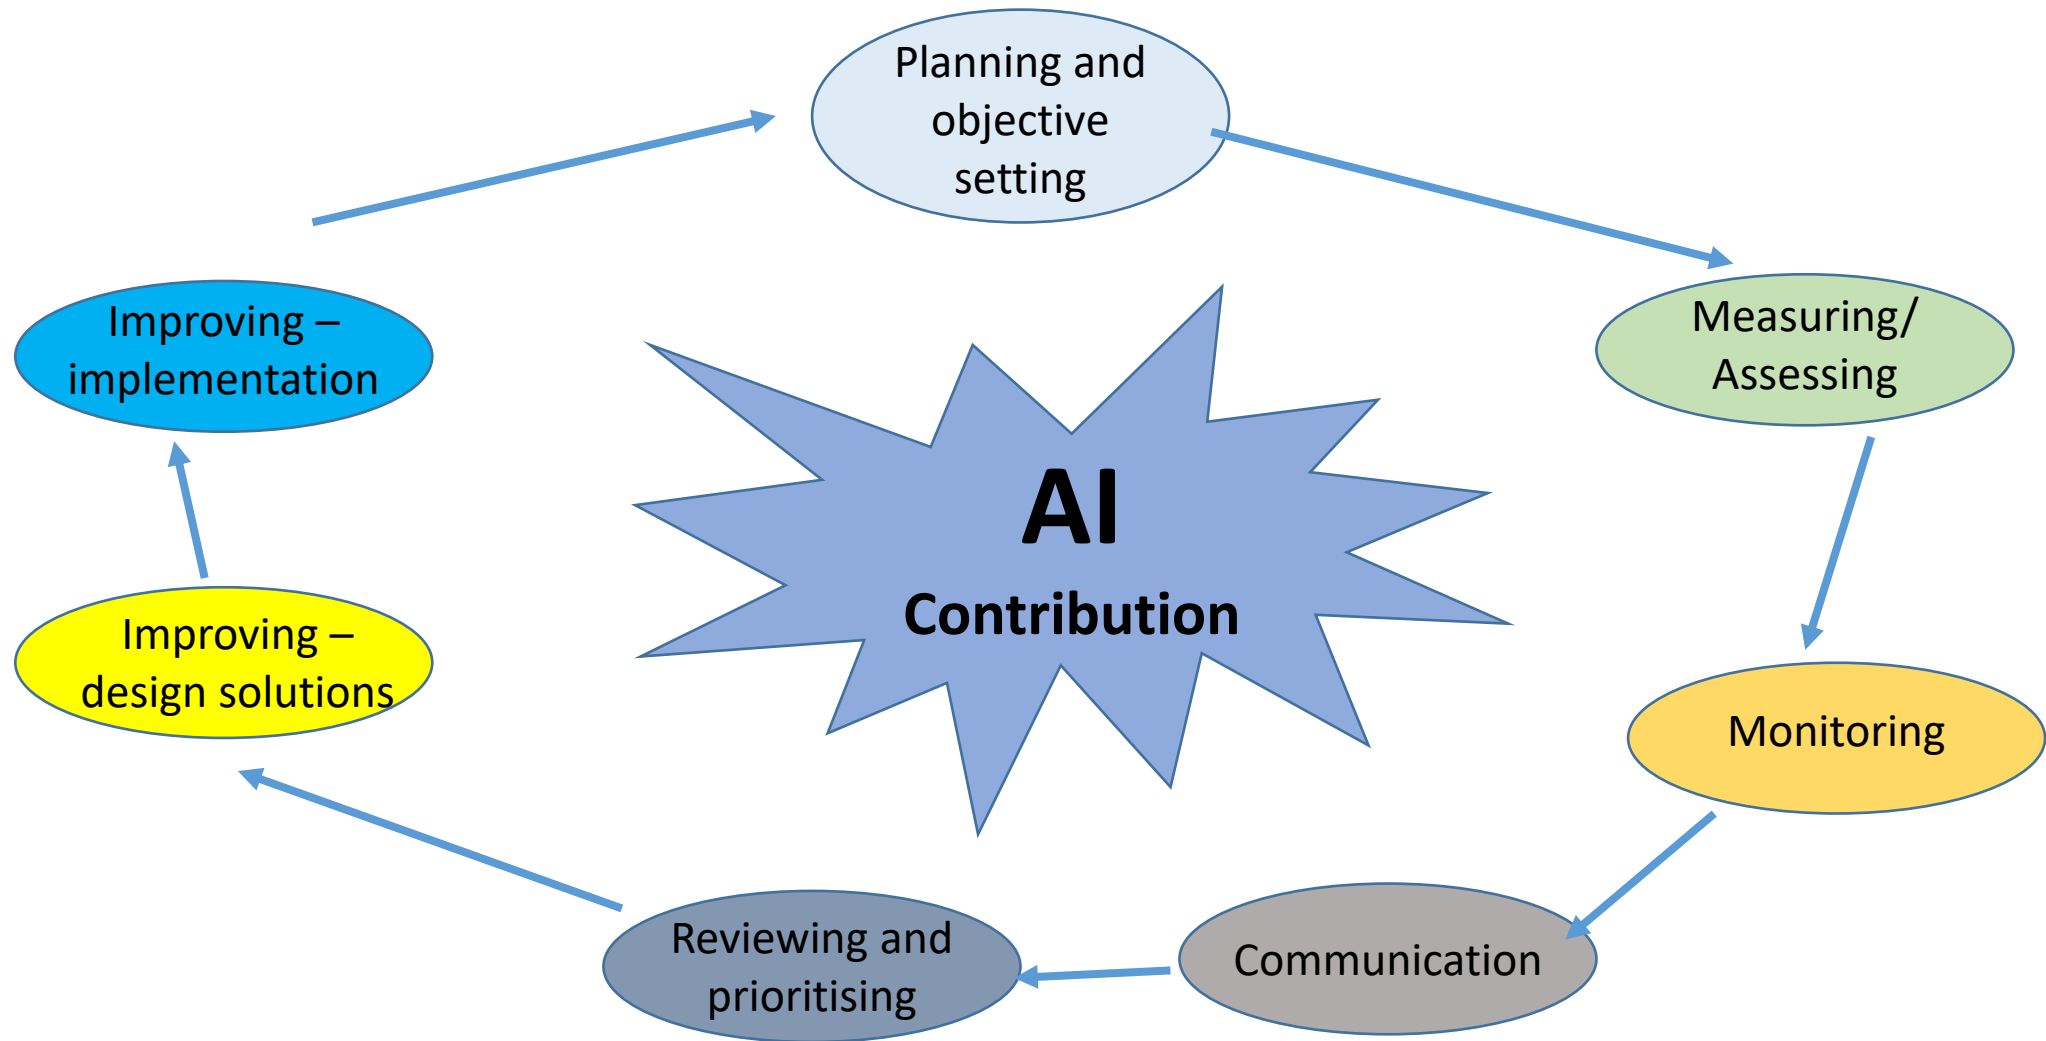 Planning and
objective
setting
Measuring/
Assessing
Monitoring
Communication
Reviewing and
prioritising
Improving –
design solutions
Improving –
implementation
AI
Contribution